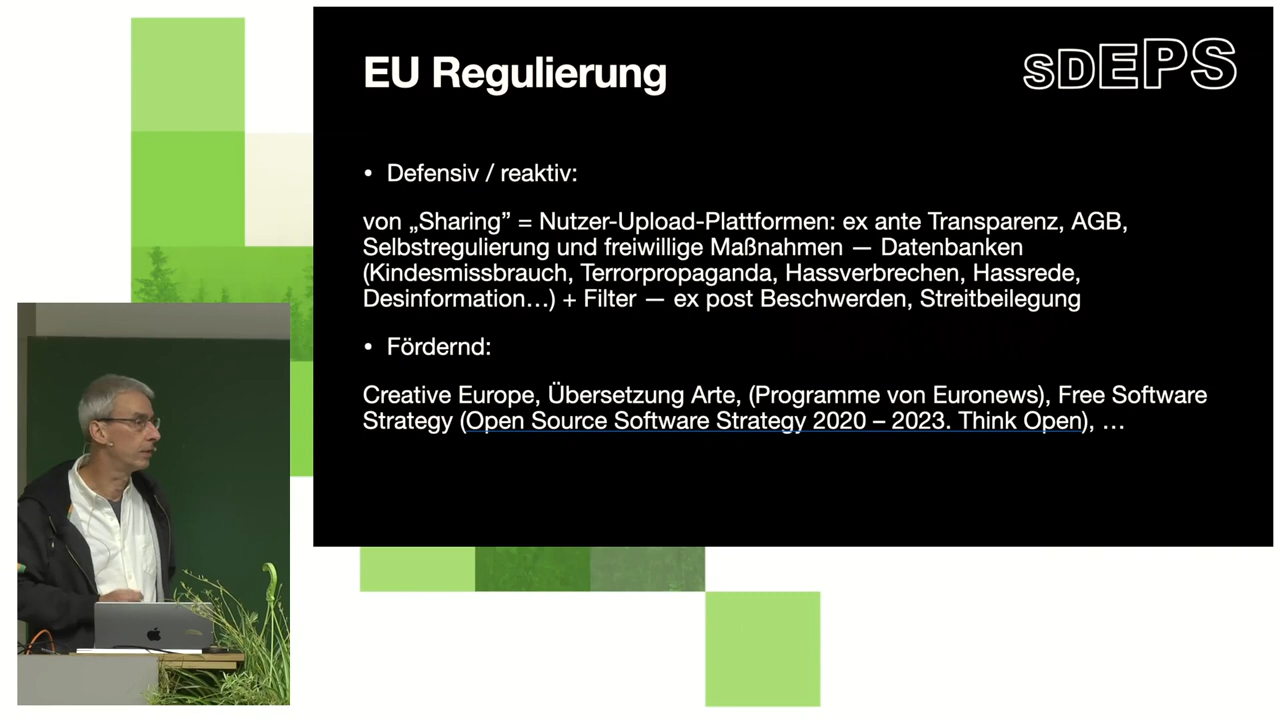 EU Regulierung
sDEPS
• Defensiv / reaktiv:
von „Sharing” = Nutzer-Upload-Plattformen: ex ante Transparenz, AGB,
Selbstregulierung und freiwillige Maßnahmen — Datenbanken
(Kindesmissbrauch, Terrorpropaganda, Hassverbrechen, Hassrede,
Desinformation…) + Filter — ex post Beschwerden, Streitbeilegung
• Fördernd:
Creative Europe, Übersetzung Arte, (Programme von Euronews), Free Software
Strategy (Open Source Software Strategy 2020 – 2023. Think Open), …